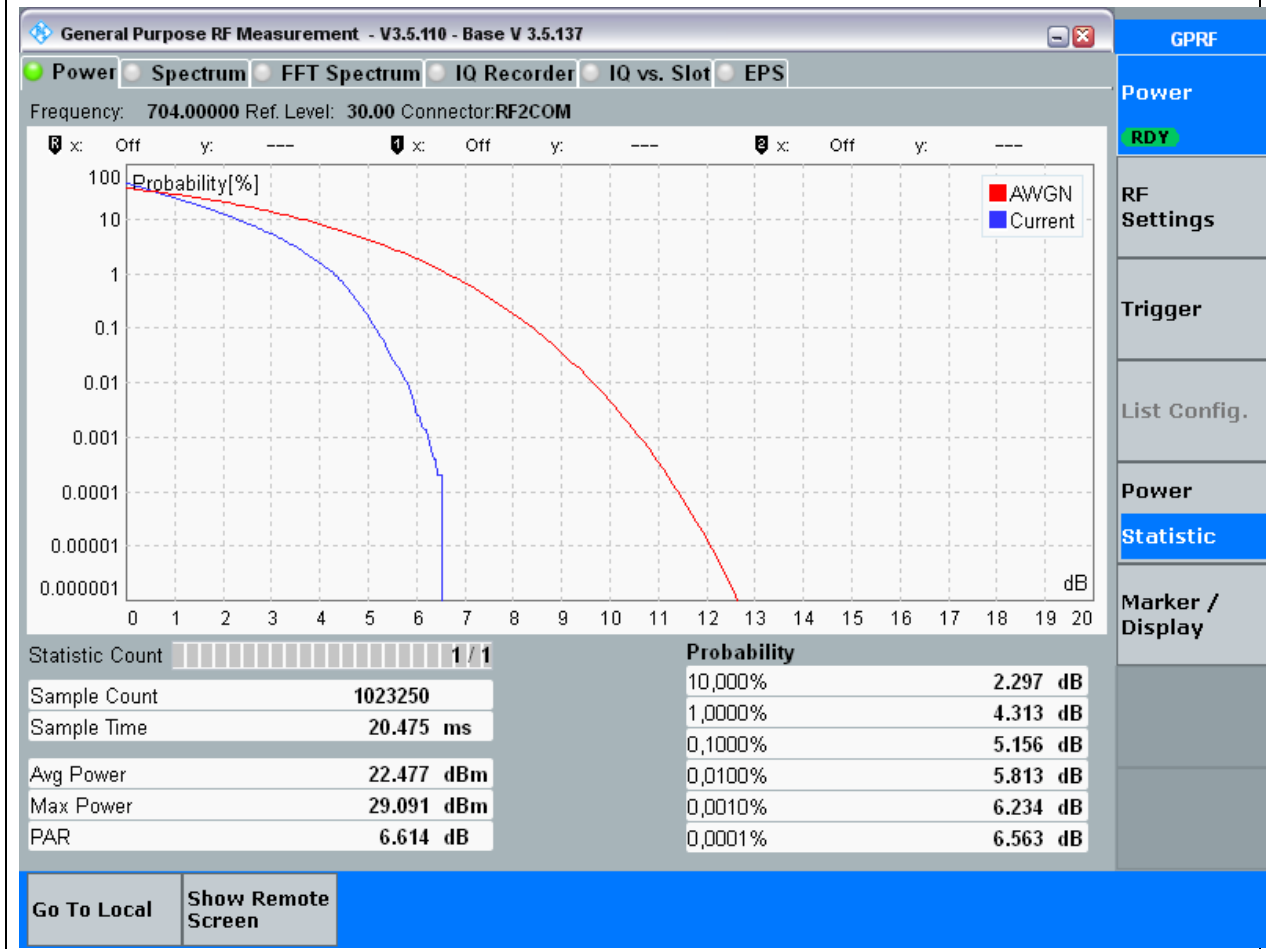 General Purpose RF Measurement - V3.5.110 - Base V 3.5.137
GPRF
Power Spectrum FFT Spectrum IQ Recorder IQ vs. Slot EPS
Frequency: 704.00000 Ref. Level: 30.00 Connector:RF2COM
R x: Off y: --- 1 x: Off y: --- 2 x: Off y: ---
Probability[%]
AWGN
Current
100
10
1
0.1
0.01
0.001
0.0001
0.00001
0.000001
dB
0 1 2 3 4 5 6 7 8 9 10 11 12 13 14 15 16 17 18 19 20
Statistic Count 1 / 1
Sample Count 1023250
Sample Time 20.475 ms
Avg Power 22.477 dBm
Max Power 29.091 dBm
PAR 6.614 dB
Probability
10,000% 2.297 dB
1,0000% 4.313 dB
0,1000% 5.156 dB
0,0100% 5.813 dB
0,0010% 6.234 dB
0,0001% 6.563 dB
Power
RDY
RF
Settings
Trigger
List Config.
Power
Statistic
Marker /
Display
Go To Local
Show Remote
Screen